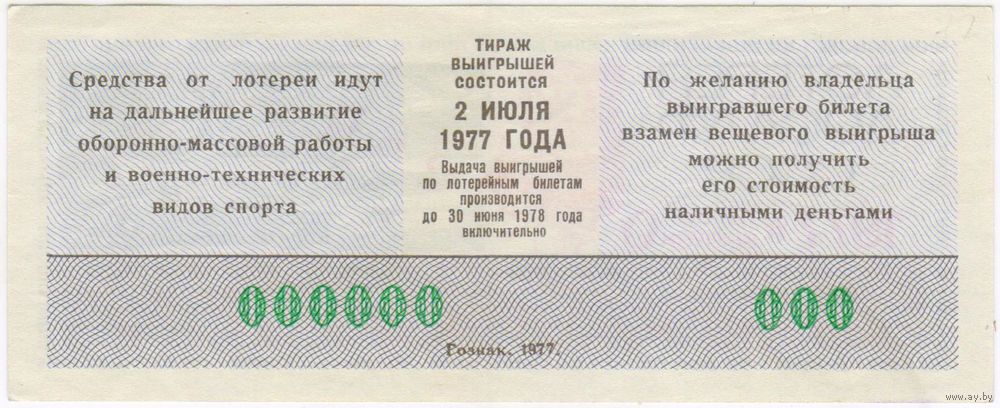 Средства от лотереи идут
на дальнейшее развитие
оборонно-массовой работы
и военно-технических
видов спорта
ТИРАЖ
ВЫИГРЫШЕЙ
СОСТОИТСЯ
2 ИЮЛЯ
1977 ГОДА
Выдача выигрышей
по лотерейным билетам
производится
до 30 июня 1978 года
включительно
По желанию владельца
выигравшего билета
взамен вещевого выигрыша
можно получить
его стоимость
наличными деньгами
000000
000
Гознак. 1977.
www.ay.by